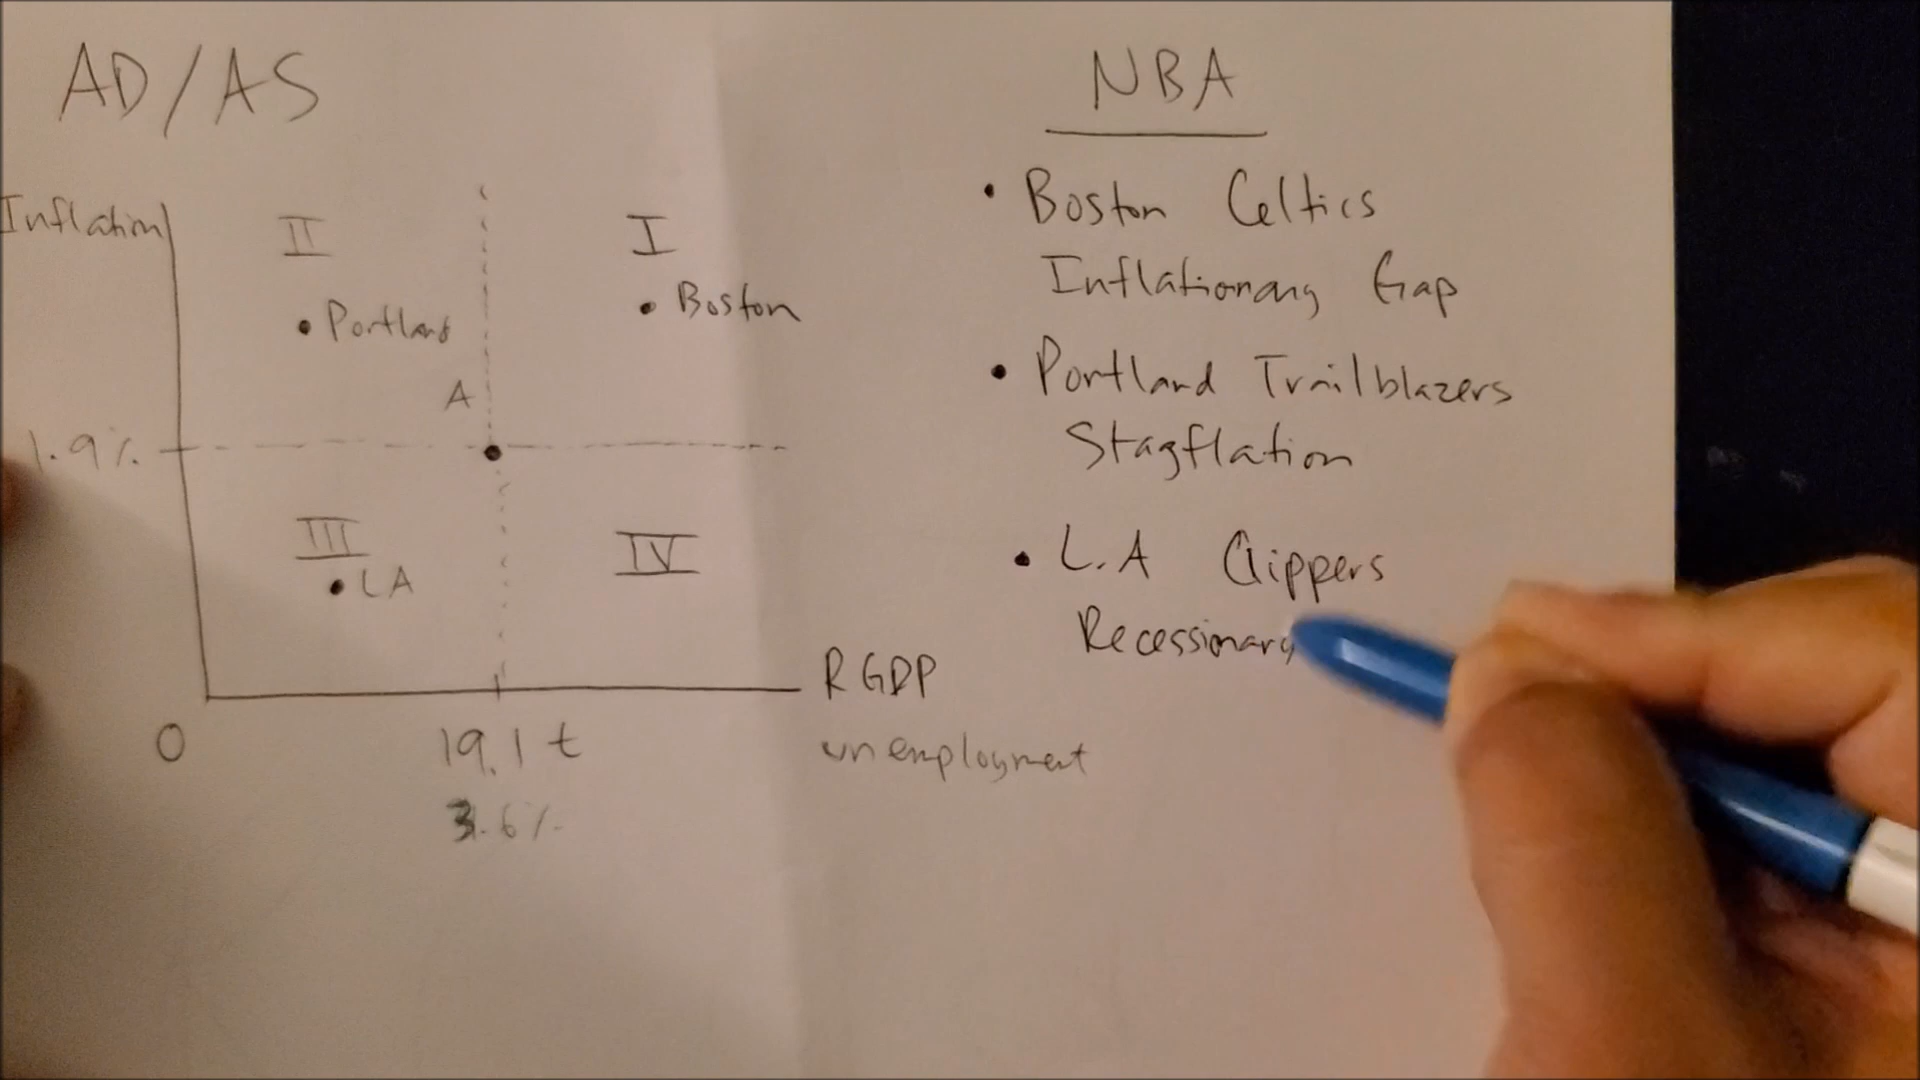 AD/AS
Inflation
II
I
• Portland
• Boston
A
1.9%
III
IV
• LA
RGDP
0
19.1 t
unemployment
3.6%
NBA
• Boston Celtics
Inflationary Gap
• Portland Trailblazers
Stagflation
• L.A Clippers
Recessionary